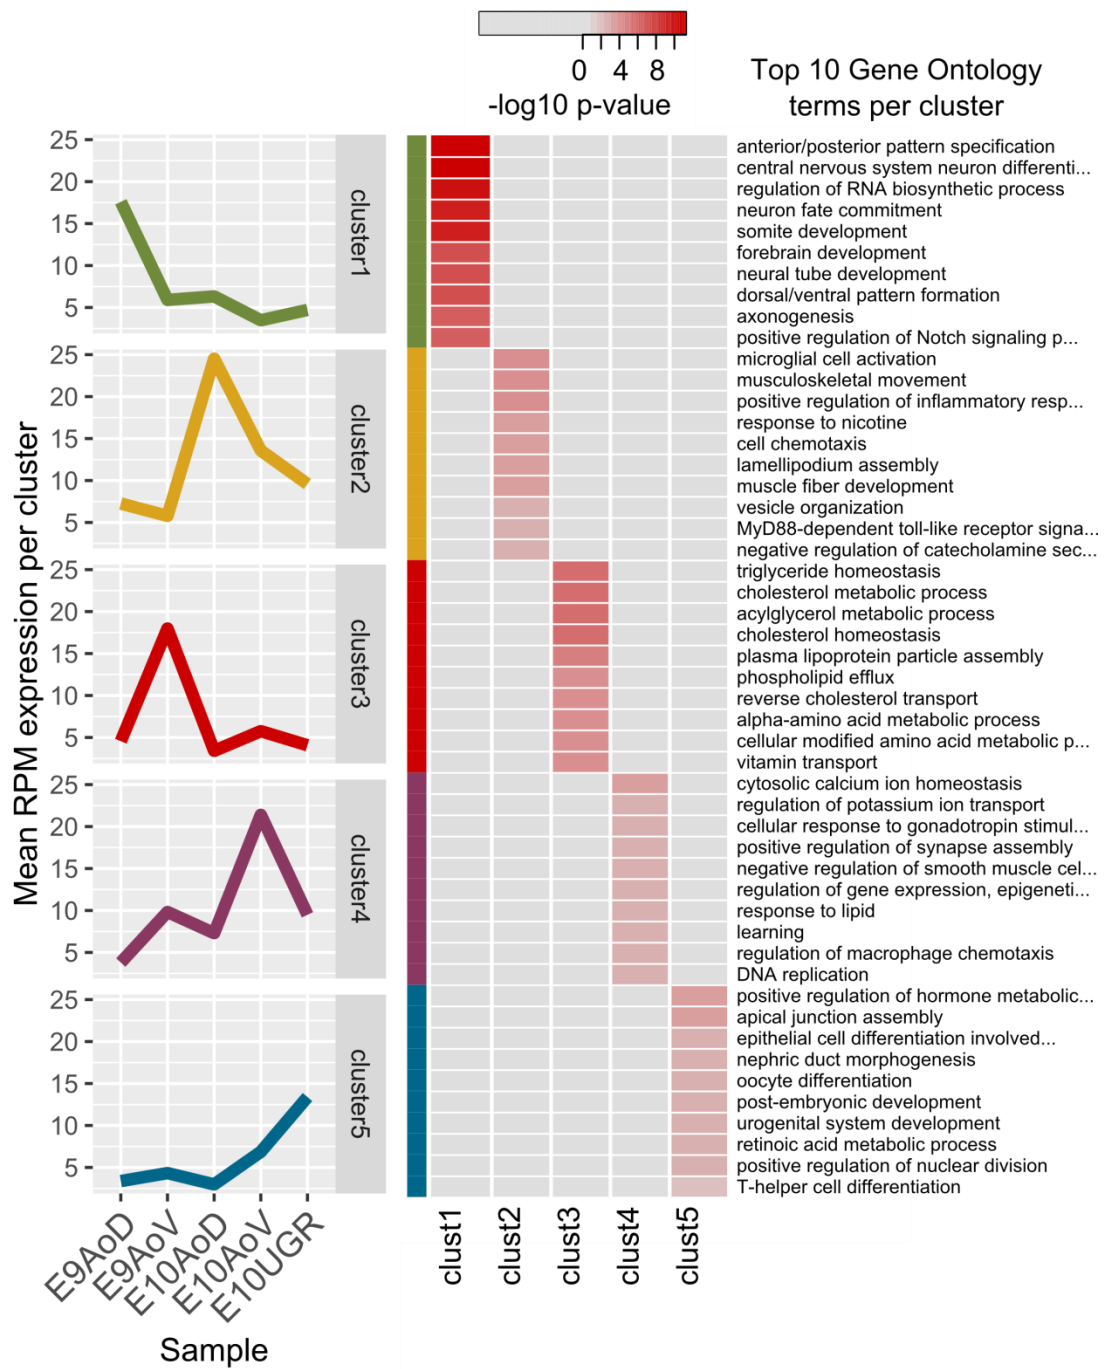 0 4 8
-log10 p-value
Top 10 Gene Ontology
terms per cluster
Mean RPM expression per cluster
25
20
15
10
5
cluster1
25
20
15
10
5
cluster2
25
20
15
10
5
cluster3
25
20
15
10
5
cluster4
25
20
15
10
5
cluster5
E9AoD
E9AoV
E10AoD
E10AoV
E10UGR
Sample
anterior/posterior pattern specification
central nervous system neuron differenti...
regulation of RNA biosynthetic process
neuron fate commitment
somite development
forebrain development
neural tube development
dorsal/ventral pattern formation
axonogenesis
positive regulation of Notch signaling p...
microglial cell activation
musculoskeletal movement
positive regulation of inflammatory resp...
response to nicotine
cell chemotaxis
lamellipodium assembly
muscle fiber development
vesicle organization
MyD88-dependent toll-like receptor signa...
negative regulation of catecholamine sec...
triglyceride homeostasis
cholesterol metabolic process
acylglycerol metabolic process
cholesterol homeostasis
plasma lipoprotein particle assembly
phospholipid efflux
reverse cholesterol transport
alpha-amino acid metabolic process
cellular modified amino acid metabolic p...
vitamin transport
cytosolic calcium ion homeostasis
regulation of potassium ion transport
cellular response to gonadotropin stimul...
positive regulation of synapse assembly
negative regulation of smooth muscle cel...
regulation of gene expression, epigeneti...
response to lipid
learning
regulation of macrophage chemotaxis
DNA replication
positive regulation of hormone metabolic...
apical junction assembly
epithelial cell differentiation involved...
nephric duct morphogenesis
oocyte differentiation
post-embryonic development
urogenital system development
retinoic acid metabolic process
positive regulation of nuclear division
T-helper cell differentiation
clust1
clust2
clust3
clust4
clust5